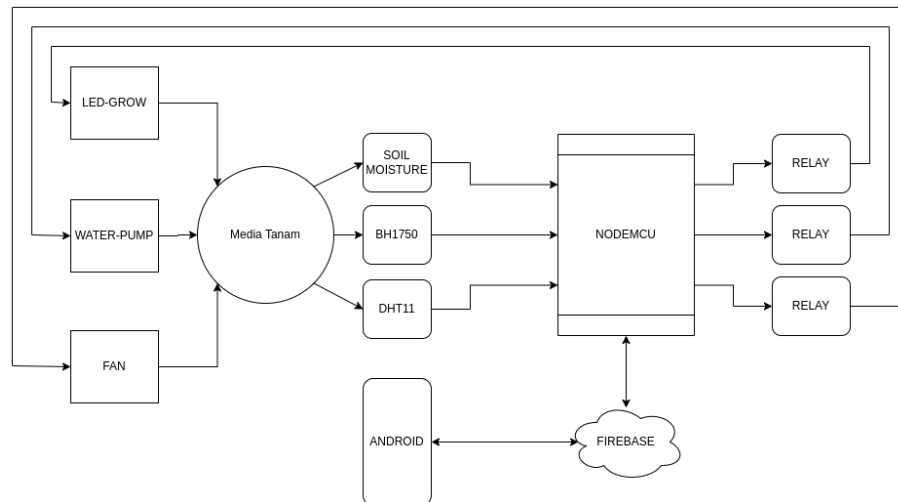 LED-GROW
WATER-PUMP
FAN
Media Tanam
SOIL
MOISTURE
BH1750
DHT11
NODEMCU
RELAY
RELAY
RELAY
ANDROID
FIREBASE